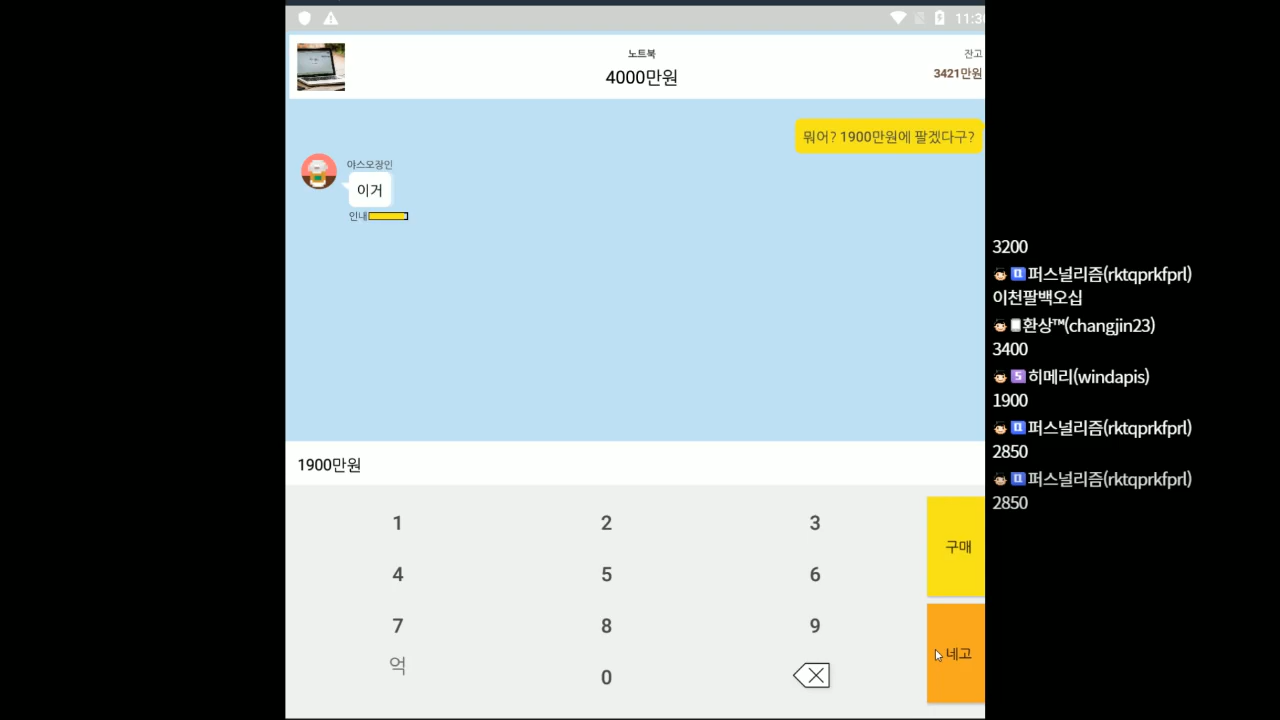 노트북
4000만원
잔고
3421만원
뭐어? 1900만원에 팔겠다구?
아스오장인
이거
인내
1900만원
1
2
3
4
5
6
7
8
9
억
0
구매
네고
3200
퍼스널리즘(rktqprkfprl)
이천팔백오십
환상™(changjin23)
3400
히메리(windapis)
1900
퍼스널리즘(rktqprkfprl)
2850
퍼스널리즘(rktqprkfprl)
2850